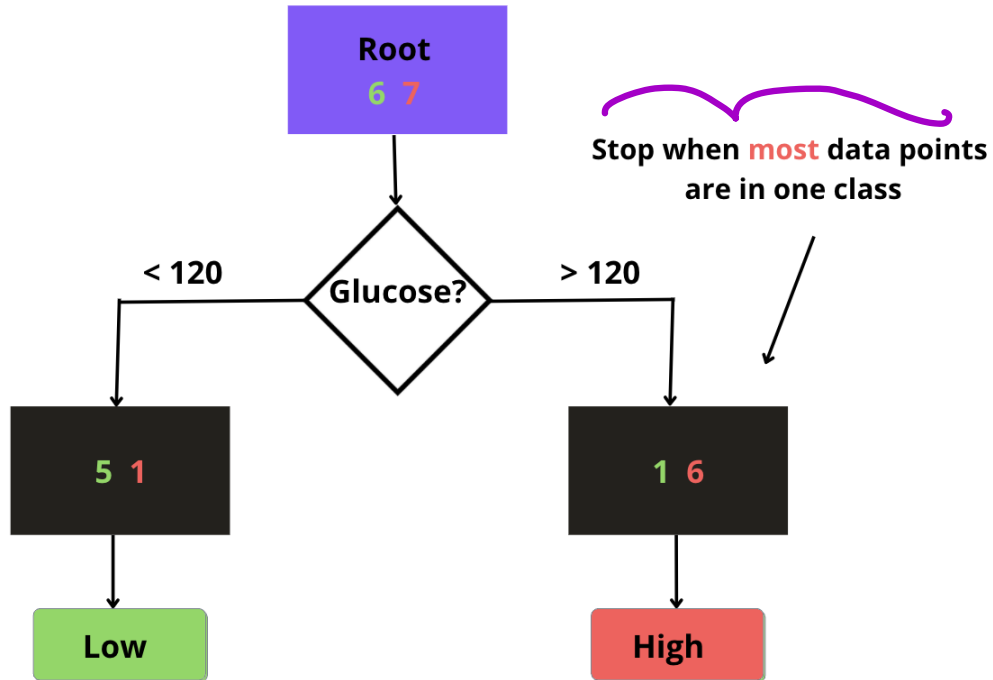 Root
6 7
Stop when most data points
are in one class
< 120
> 120
Glucose?
5 1
1 6
Low
High